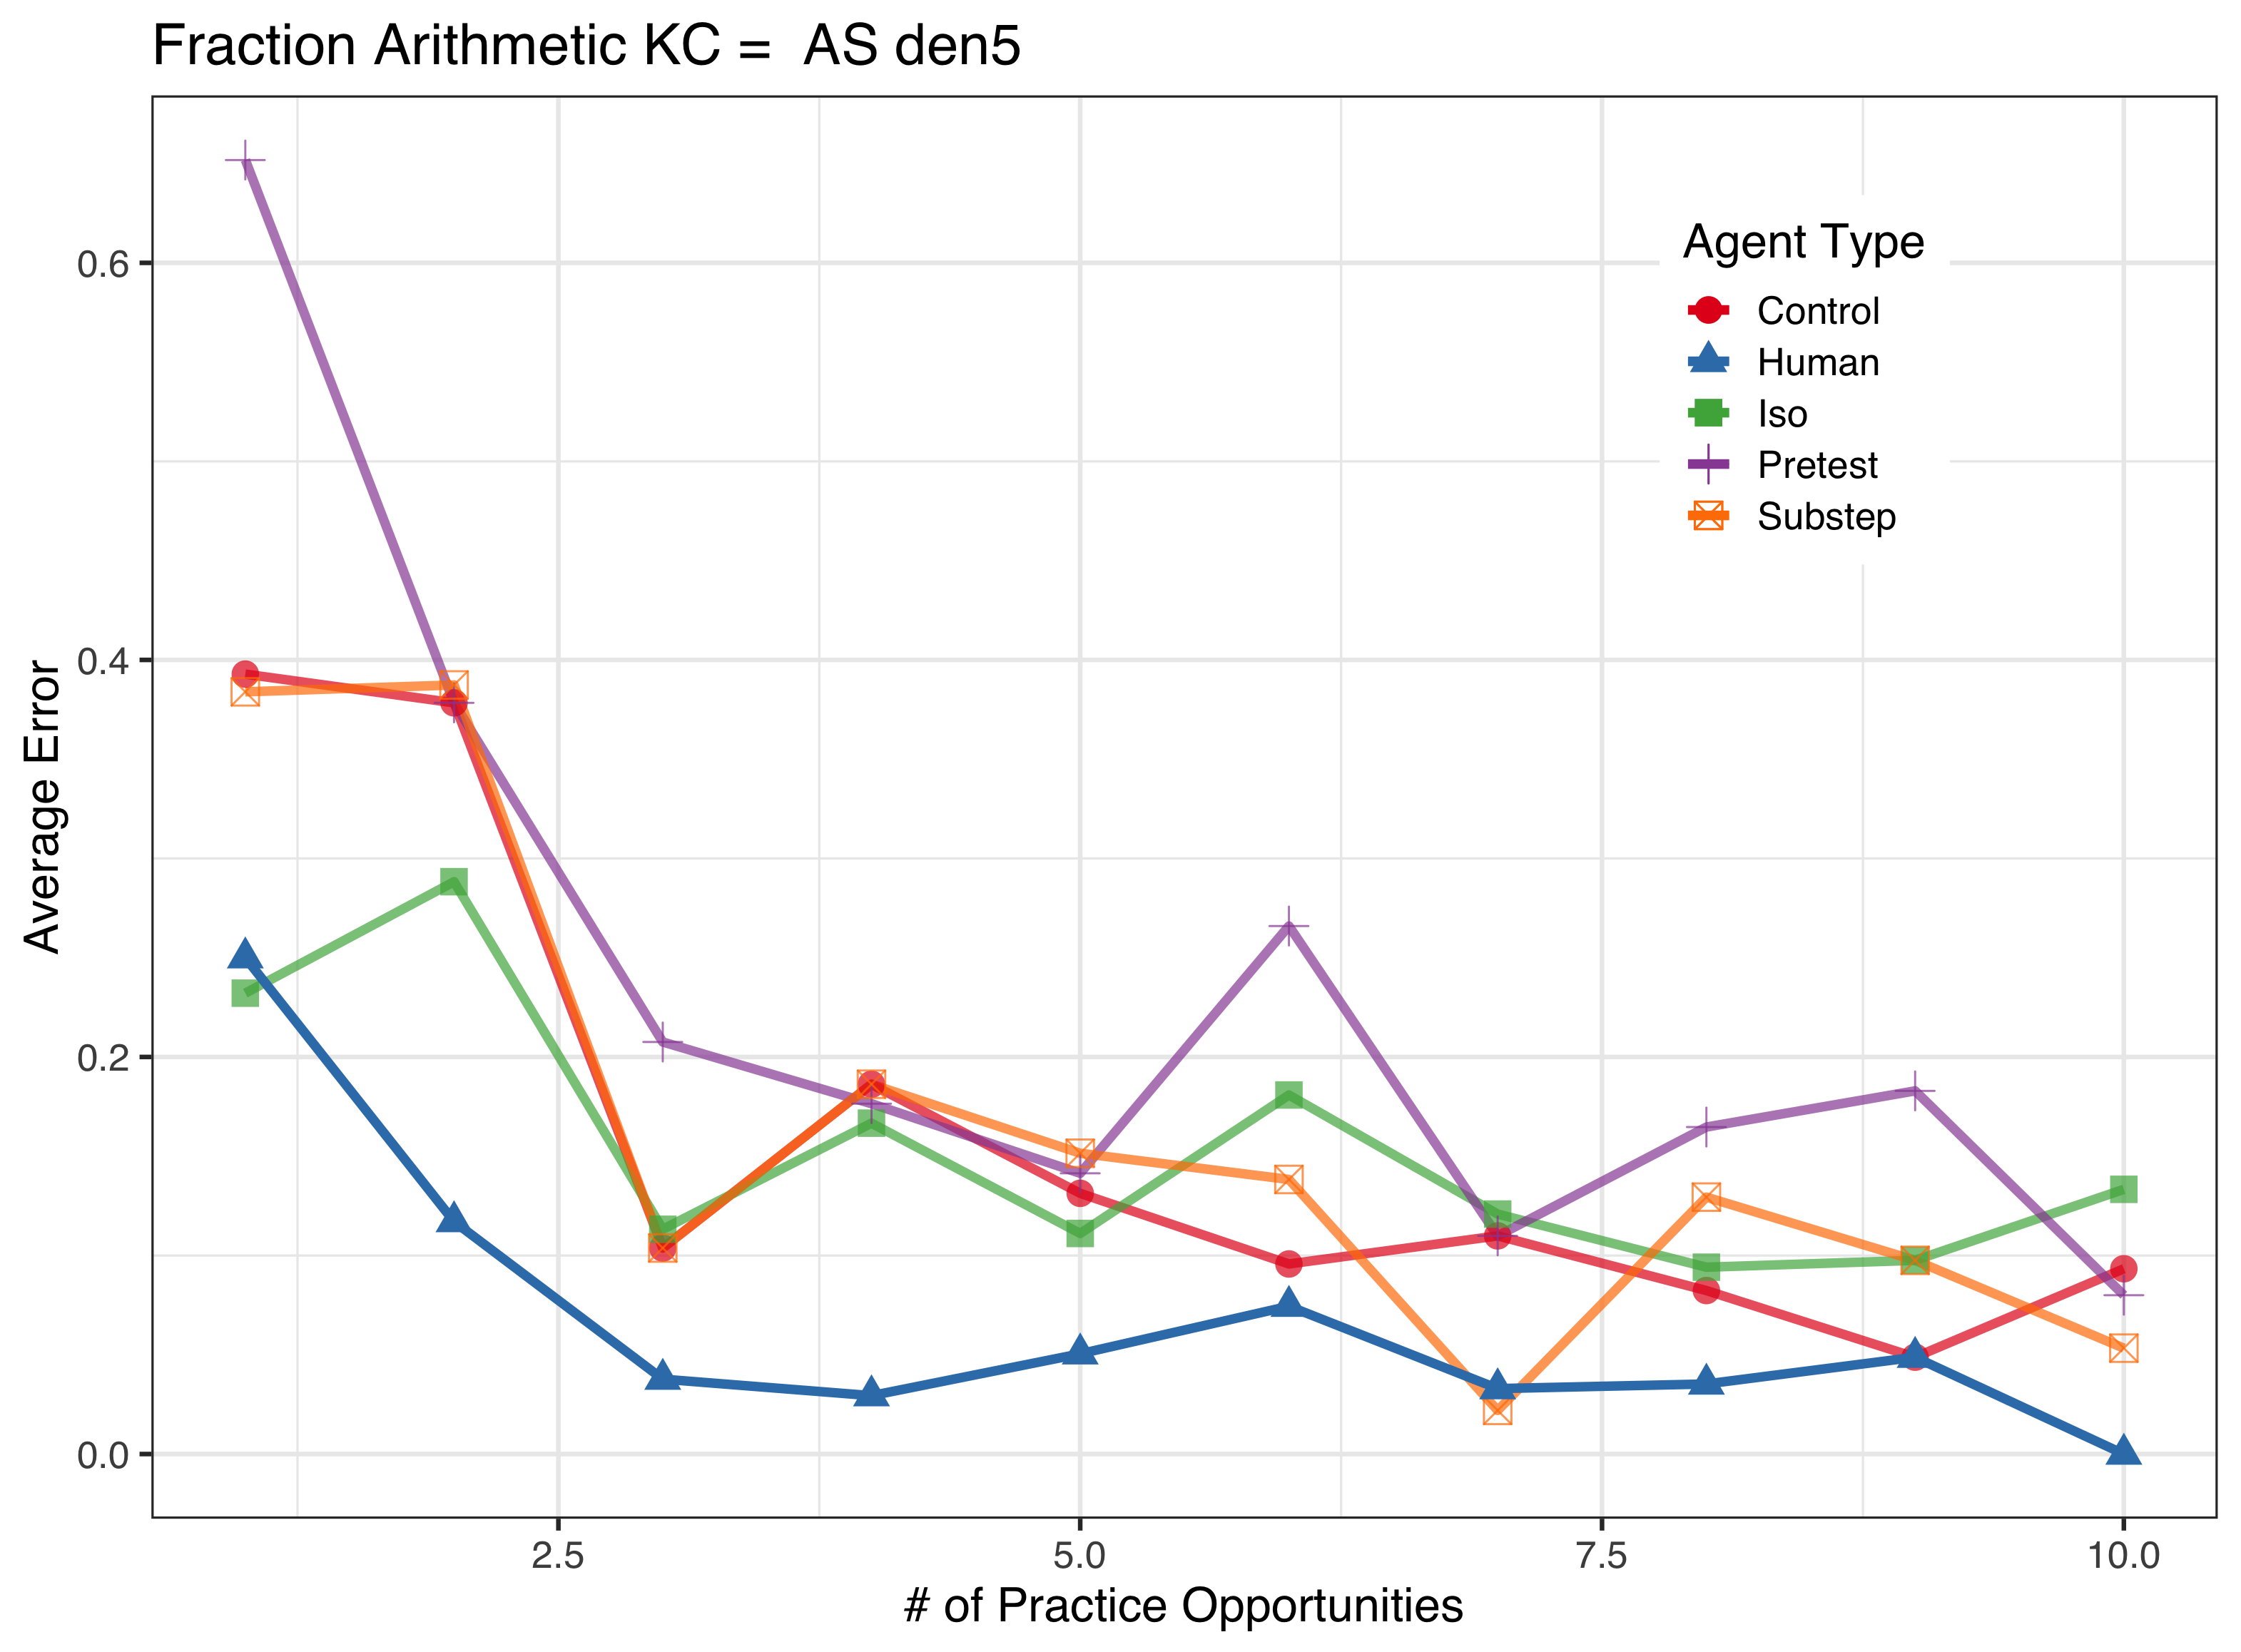 Fraction Arithmetic KC =  AS den5
Average Error
0.6
0.4
0.2
0.0
Agent Type
Control
Human
Iso
Pretest
Substep
2.5
5.0
7.5
10.0
# of Practice Opportunities